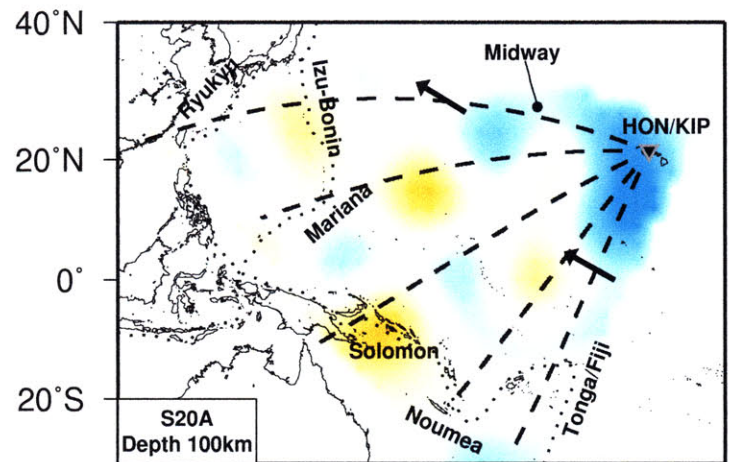 40°N
Midway
Ryukyu
Izu-Bonin
HON/KIP
20°N
Mariana
0°
Solomon
Tonga/Fiji
20°S
Noumea
S20A
Depth 100km